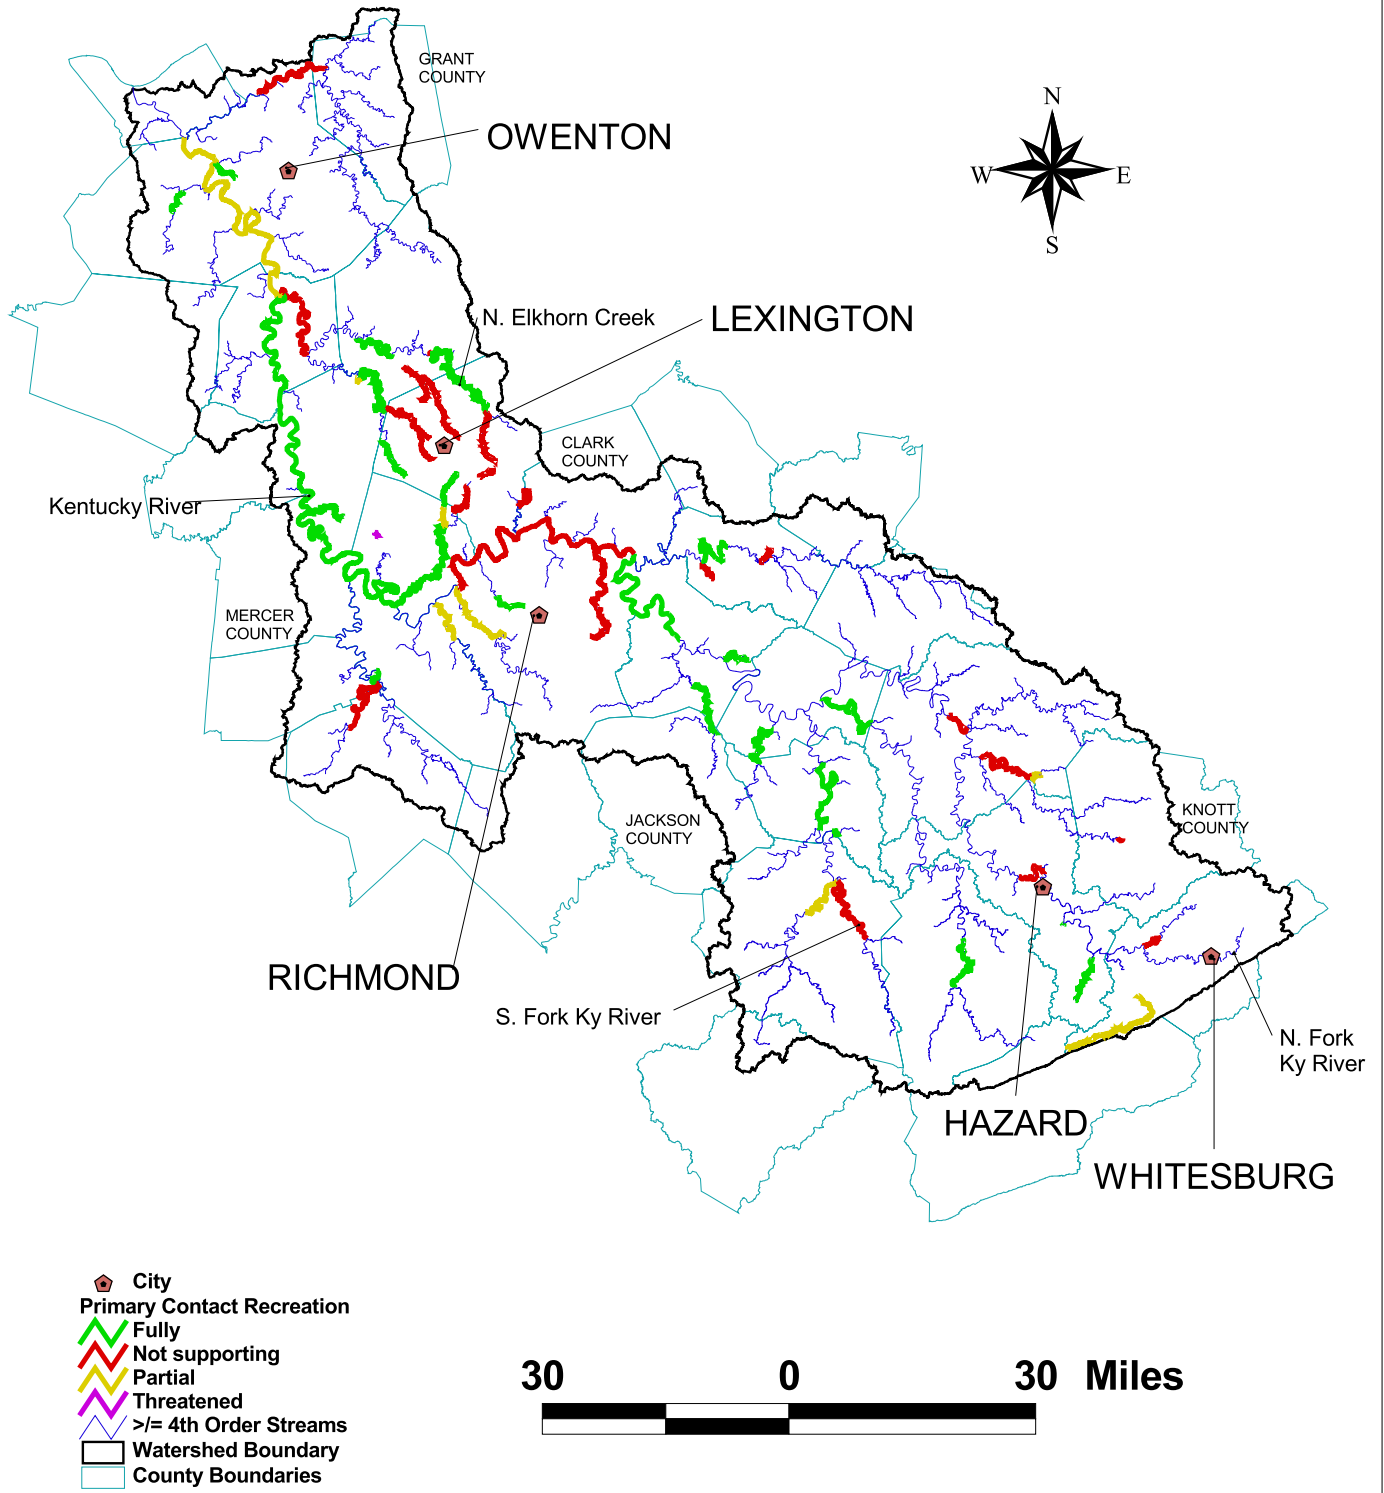 GRANT
COUNTY
N
OWENTON
W
E
S
N. Elkhorn Creek
LEXINGTON
CLARK
COUNTY
Kentucky River
MERCER
COUNTY
KNOTT
COUNTY
JACKSON
COUNTY
RICHMOND
S. Fork Ky River
N. Fork
Ky River
HAZARD
WHITESBURG
City
Primary Contact Recreation
Fully
Not supporting
Partial
Threatened
>/= 4th Order Streams
Watershed Boundary
County Boundaries
30 0 30 Miles